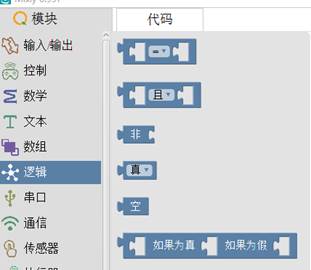 模块
代码
输入/输出
控制
数学
文本
数组
逻辑
串口
通信
传感器
=
且
非
真
空
如果为真 如果为假